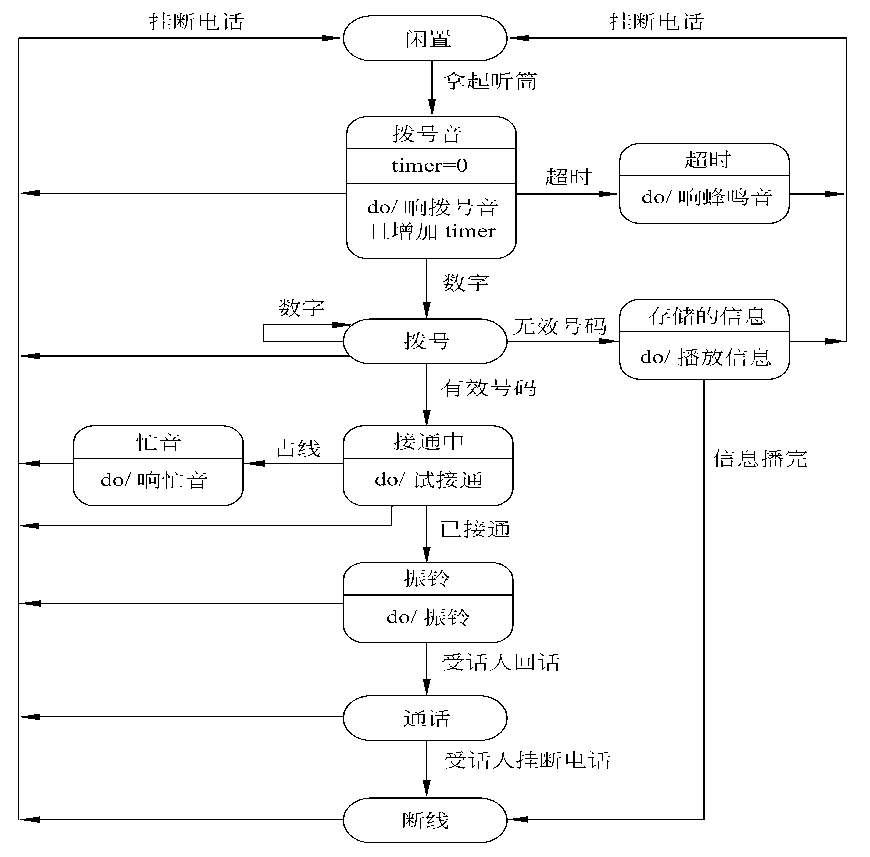 挂断电话
闲置
挂断电话
拿起听筒
拨号音
timer=0
do/响拨号音
且增加 timer
超时
超时
do/响蜂鸣音
数字
数字
拨号
无效号码
存储的信息
do/播放信息
有效号码
忙音
do/响忙音
占线
接通中
do/试接通
信息播完
已接通
振铃
do/振铃
受话人回话
通话
受话人挂断电话
断线